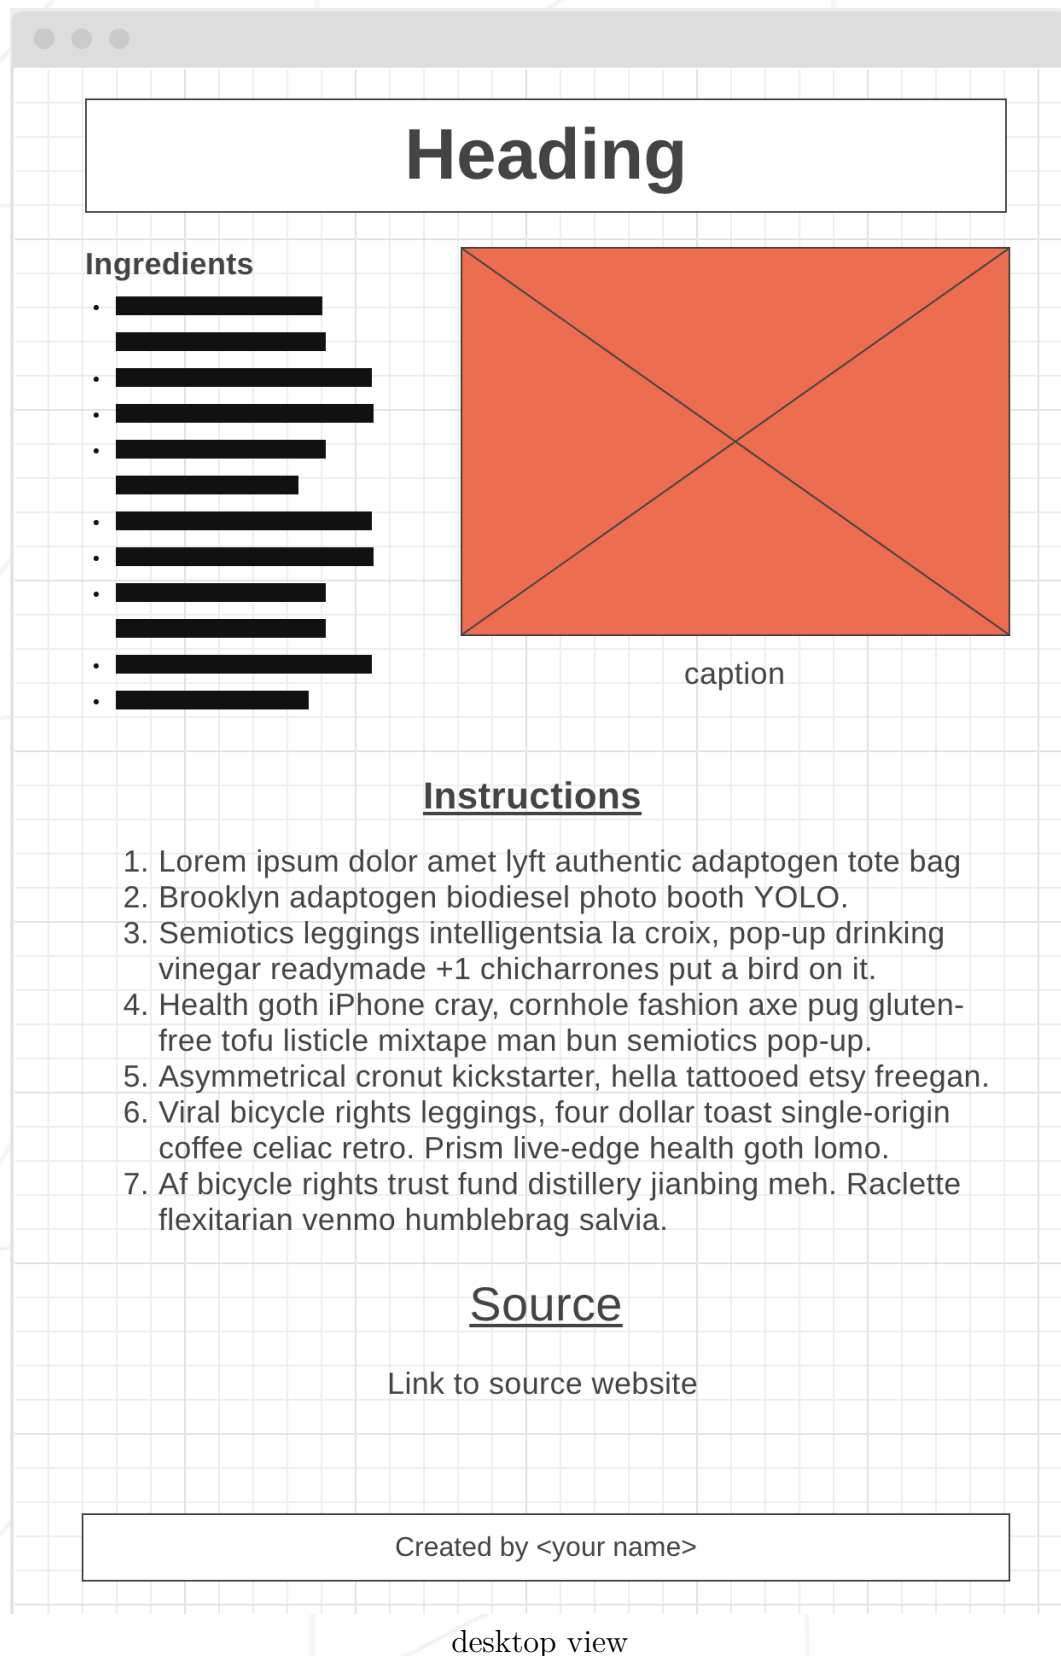 Heading
Ingredients
caption
Instructions
1. Lorem ipsum dolor amet lyft authentic adaptogen tote bag
2. Brooklyn adaptogen biodiesel photo booth YOLO.
3. Semiotics leggings intelligentsia la croix, pop-up drinking
vinegar readymade +1 chicharrones put a bird on it.
4. Health goth iPhone cray, cornhole fashion axe pug gluten-
free tofu listicle mixtape man bun semiotics pop-up.
5. Asymmetrical cronut kickstarter, hella tattooed etsy freegan.
6. Viral bicycle rights leggings, four dollar toast single-origin
coffee celiac retro. Prism live-edge health goth lomo.
7. Af bicycle rights trust fund distillery jianbing meh. Raclette
flexitarian venmo humblebrag salvia.
Source
Link to source website
Created by <your name>
desktop view